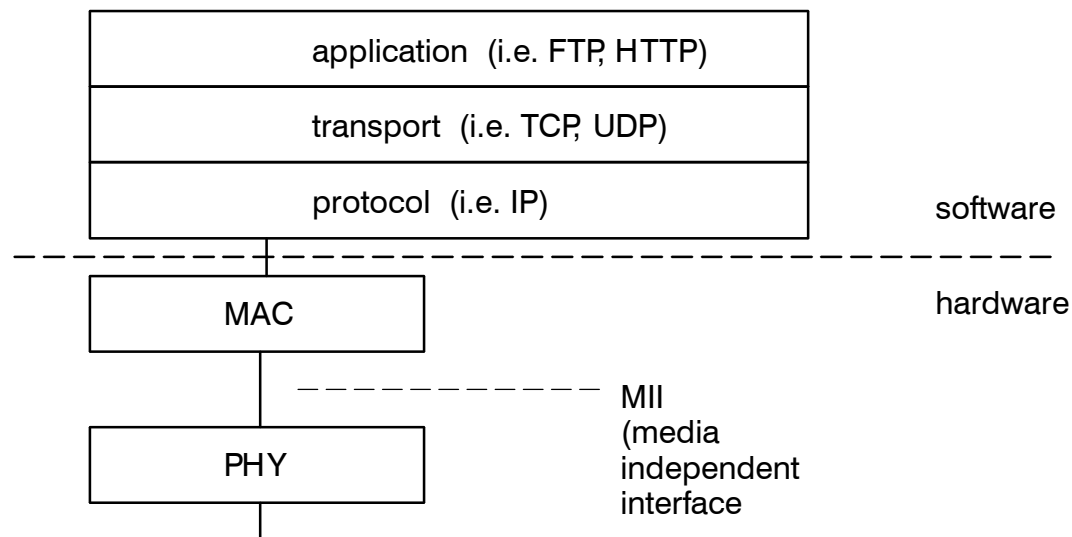 application (i.e. FTP, HTTP)
transport (i.e. TCP, UDP)
protocol (i.e. IP)
software
hardware
MAC
MII
(media
independent
interface
PHY